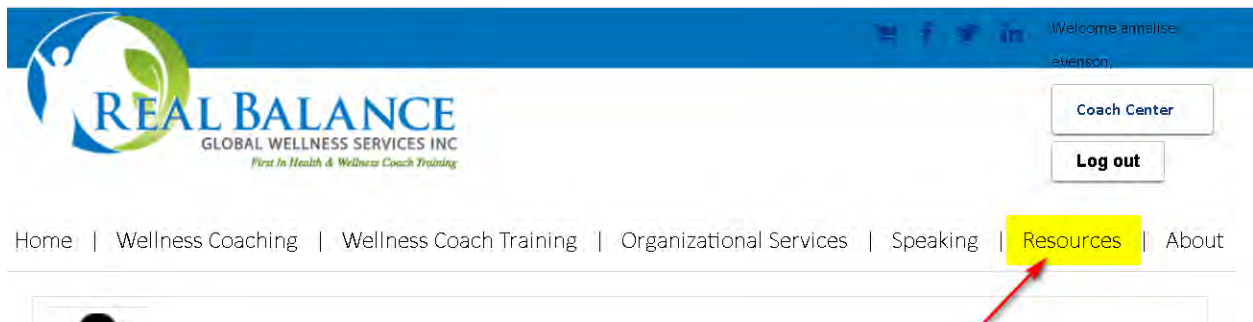 Welcome annalise
evenson,
REAL BALANCE
GLOBAL WELLNESS SERVICES INC
First In Health & Wellness Coach Training
Coach Center
Log out
Home | Wellness Coaching | Wellness Coach Training | Organizational Services | Speaking | Resources | About